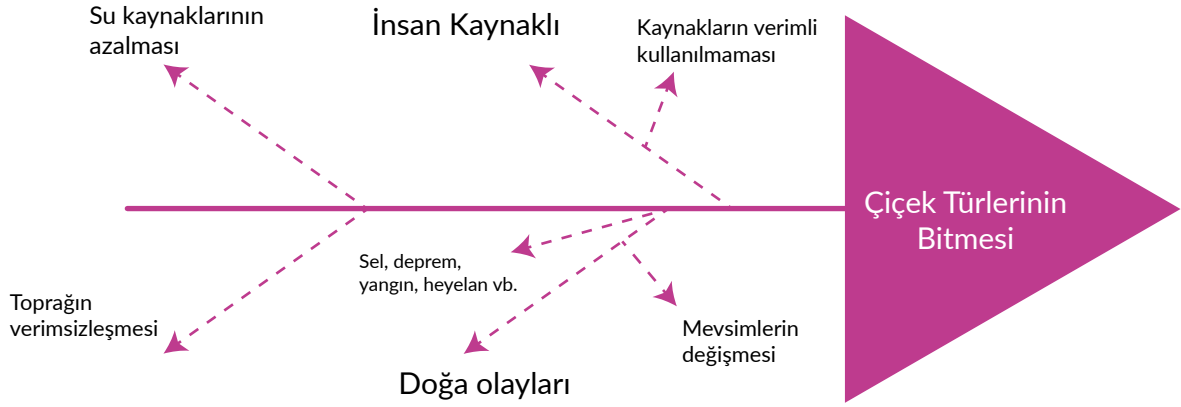 Su kaynaklarının
azalması
İnsan Kaynaklı
Kaynakların verimli
kullanılmaması
Çiçek Türlerinin
Bitmesi
Sel, deprem,
yangın, heyelan vb.
Toprağın
verimsizleşmesi
Mevsimlerin
değişmesi
Doğa olayları